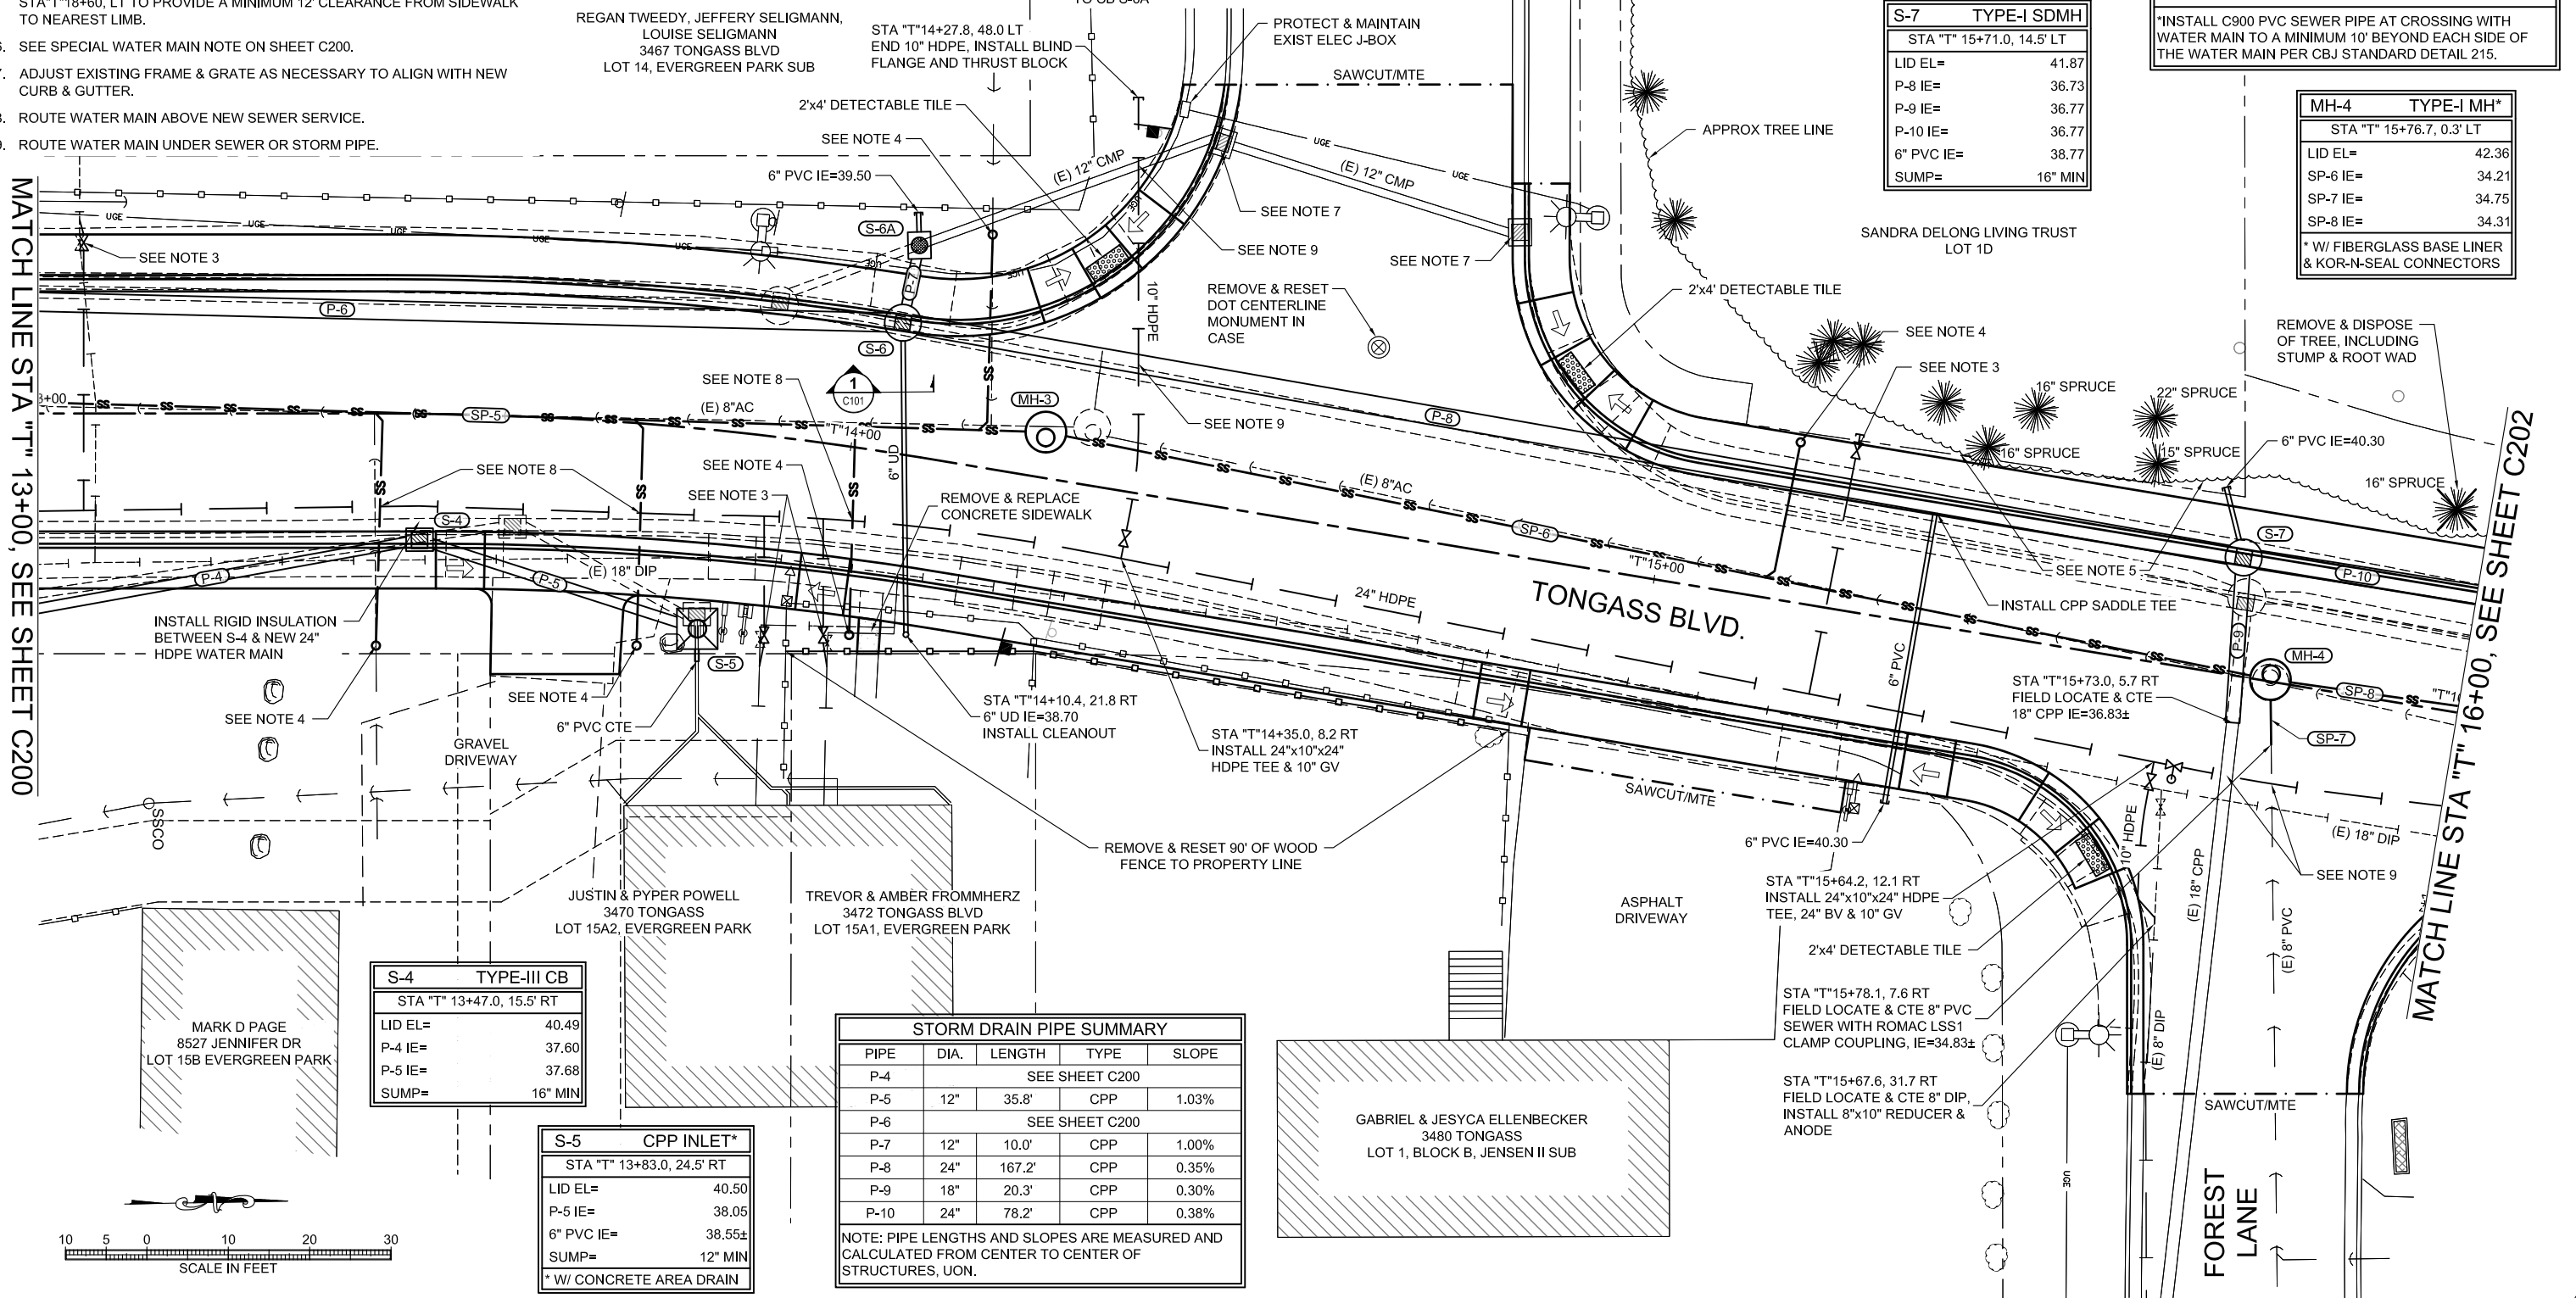 STA "T"18+60, LT TO PROVIDE A MINIMUM 12' CLEARANCE FROM SIDEWALK
TO NEAREST LIMB.
SEE SPECIAL WATER MAIN NOTE ON SHEET C200.
ADJUST EXISTING FRAME & GRATE AS NECESSARY TO ALIGN WITH NEW
CURB & GUTTER.
ROUTE WATER MAIN ABOVE NEW SEWER SERVICE.
ROUTE WATER MAIN UNDER SEWER OR STORM PIPE.
REGAN TWEEDY, JEFFERY SELIGMANN,
LOUISE SELIGMANN
3467 TONGASS BLVD
LOT 14, EVERGREEN PARK SUB
STA "T"14+27.8, 48.0 LT
END 10" HDPE, INSTALL BLIND
FLANGE AND THRUST BLOCK
PROTECT & MAINTAIN
EXIST ELEC J-BOX
SAWCUT/MTE
2'x4' DETECTABLE TILE
SEE NOTE 4
6" PVC IE=39.50
(E) 12" CMP
UGE
(E) 12" CMP
UGE
APPROX TREE LINE
S-7 TYPE-I SDMH
STA "T" 15+71.0, 14.5' LT
LID EL= 41.87
P-8 IE= 36.73
P-9 IE= 36.77
P-10 IE= 36.77
6" PVC IE= 38.77
SUMP= 16" MIN
*INSTALL C900 PVC SEWER PIPE AT CROSSING WITH
WATER MAIN TO A MINIMUM 10' BEYOND EACH SIDE OF
THE WATER MAIN PER CBJ STANDARD DETAIL 215.
MH-4 TYPE-I MH*
STA "T" 15+76.7, 0.3' LT
LID EL= 42.36
SP-6 IE= 34.21
SP-7 IE= 34.75
SP-8 IE= 34.31
* W/ FIBERGLASS BASE LINER
& KOR-N-SEAL CONNECTORS
MATCH LINE STA "T" 13+00, SEE SHEET C200
UGE
UGE
UGE
UGE
UGE
SEE NOTE 3
S-6A
P-7
SEE NOTE 7
SEE NOTE 9
SEE NOTE 7
SANDRA DELONG LIVING TRUST
LOT 1D
P-6
S-6
10" HDPE
REMOVE & RESET
DOT CENTERLINE
MONUMENT IN
CASE
2'x4' DETECTABLE TILE
SEE NOTE 4
SEE NOTE 3
REMOVE & DISPOSE
OF TREE, INCLUDING
STUMP & ROOT WAD
16" SPRUCE
22" SPRUCE
16" SPRUCE
15" SPRUCE
16" SPRUCE
6" PVC IE=40.30
SEE NOTE 8
1
C101
SP-5
(E) 8"AC
"T"14+00
MH-3
SEE NOTE 9
P-8
6" UD
SEE NOTE 8
SEE NOTE 4
SEE NOTE 3
REMOVE & REPLACE
CONCRETE SIDEWALK
(E) 8"AC
SP-6
"T"15+00
S-4
P-4
P-5
(E) 18" DIP
24" HDPE
TONGASS BLVD.
SEE NOTE 5
S-7
P-10
P-9
INSTALL CPP SADDLE TEE
INSTALL RIGID INSULATION
BETWEEN S-4 & NEW 24"
HDPE WATER MAIN
S-5
SEE NOTE 4
SEE NOTE 4
6" PVC CTE
GRAVEL
DRIVEWAY
STA "T"14+10.4, 21.8 RT
6" UD IE=38.70
INSTALL CLEANOUT
STA "T"14+35.0, 8.2 RT
INSTALL 24"x10"x24"
HDPE TEE & 10" GV
6" PVC
STA "T"15+73.0, 5.7 RT
FIELD LOCATE & CTE
18" CPP IE=36.83±
MH-4
SP-8
SP-7
MATCH LINE STA "T" 16+00, SEE SHEET C202
SAWCUT/MTE
SSCO
REMOVE & RESET 90' OF WOOD
FENCE TO PROPERTY LINE
6" PVC IE=40.30
10" HDPE
(E) 18" DIP
SEE NOTE 9
(E) 18" CPP
(E) 8" PVC
JUSTIN & PYPER POWELL
3470 TONGASS
LOT 15A2, EVERGREEN PARK
TREVOR & AMBER FROMMHERZ
3472 TONGASS BLVD
LOT 15A1, EVERGREEN PARK
ASPHALT
DRIVEWAY
STA "T"15+64.2, 12.1 RT
INSTALL 24"x10"x24" HDPE
TEE, 24" BV & 10" GV
2'x4' DETECTABLE TILE
STA "T"15+78.1, 7.6 RT
FIELD LOCATE & CTE 8" PVC
SEWER WITH ROMAC LSS1
CLAMP COUPLING, IE=34.83±
STA "T"15+67.6, 31.7 RT
FIELD LOCATE & CTE 8" DIP,
INSTALL 8"x10" REDUCER &
ANODE
(E) 8" DIP
SAWCUT/MTE
UGE
FOREST
LANE
MARK D PAGE
8527 JENNIFER DR
LOT 15B EVERGREEN PARK
S-4 TYPE-III CB
STA "T" 13+47.0, 15.5' RT
LID EL= 40.49
P-4 IE= 37.60
P-5 IE= 37.68
SUMP= 16" MIN
S-5 CPP INLET*
STA "T" 13+83.0, 24.5' RT
LID EL= 40.50
P-5 IE= 38.05
6" PVC IE= 38.55±
SUMP= 12" MIN
* W/ CONCRETE AREA DRAIN
STORM DRAIN PIPE SUMMARY
PIPE DIA. LENGTH TYPE SLOPE
P-4 SEE SHEET C200
P-5 12" 35.8' CPP 1.03%
P-6 SEE SHEET C200
P-7 12" 10.0' CPP 1.00%
P-8 24" 167.2' CPP 0.35%
P-9 18" 20.3' CPP 0.30%
P-10 24" 78.2' CPP 0.38%
NOTE: PIPE LENGTHS AND SLOPES ARE MEASURED AND
CALCULATED FROM CENTER TO CENTER OF
STRUCTURES, UON.
GABRIEL & JESYCA ELLENBECKER
3480 TONGASS
LOT 1, BLOCK B, JENSEN II SUB
10 5 0 10 20 30
SCALE IN FEET